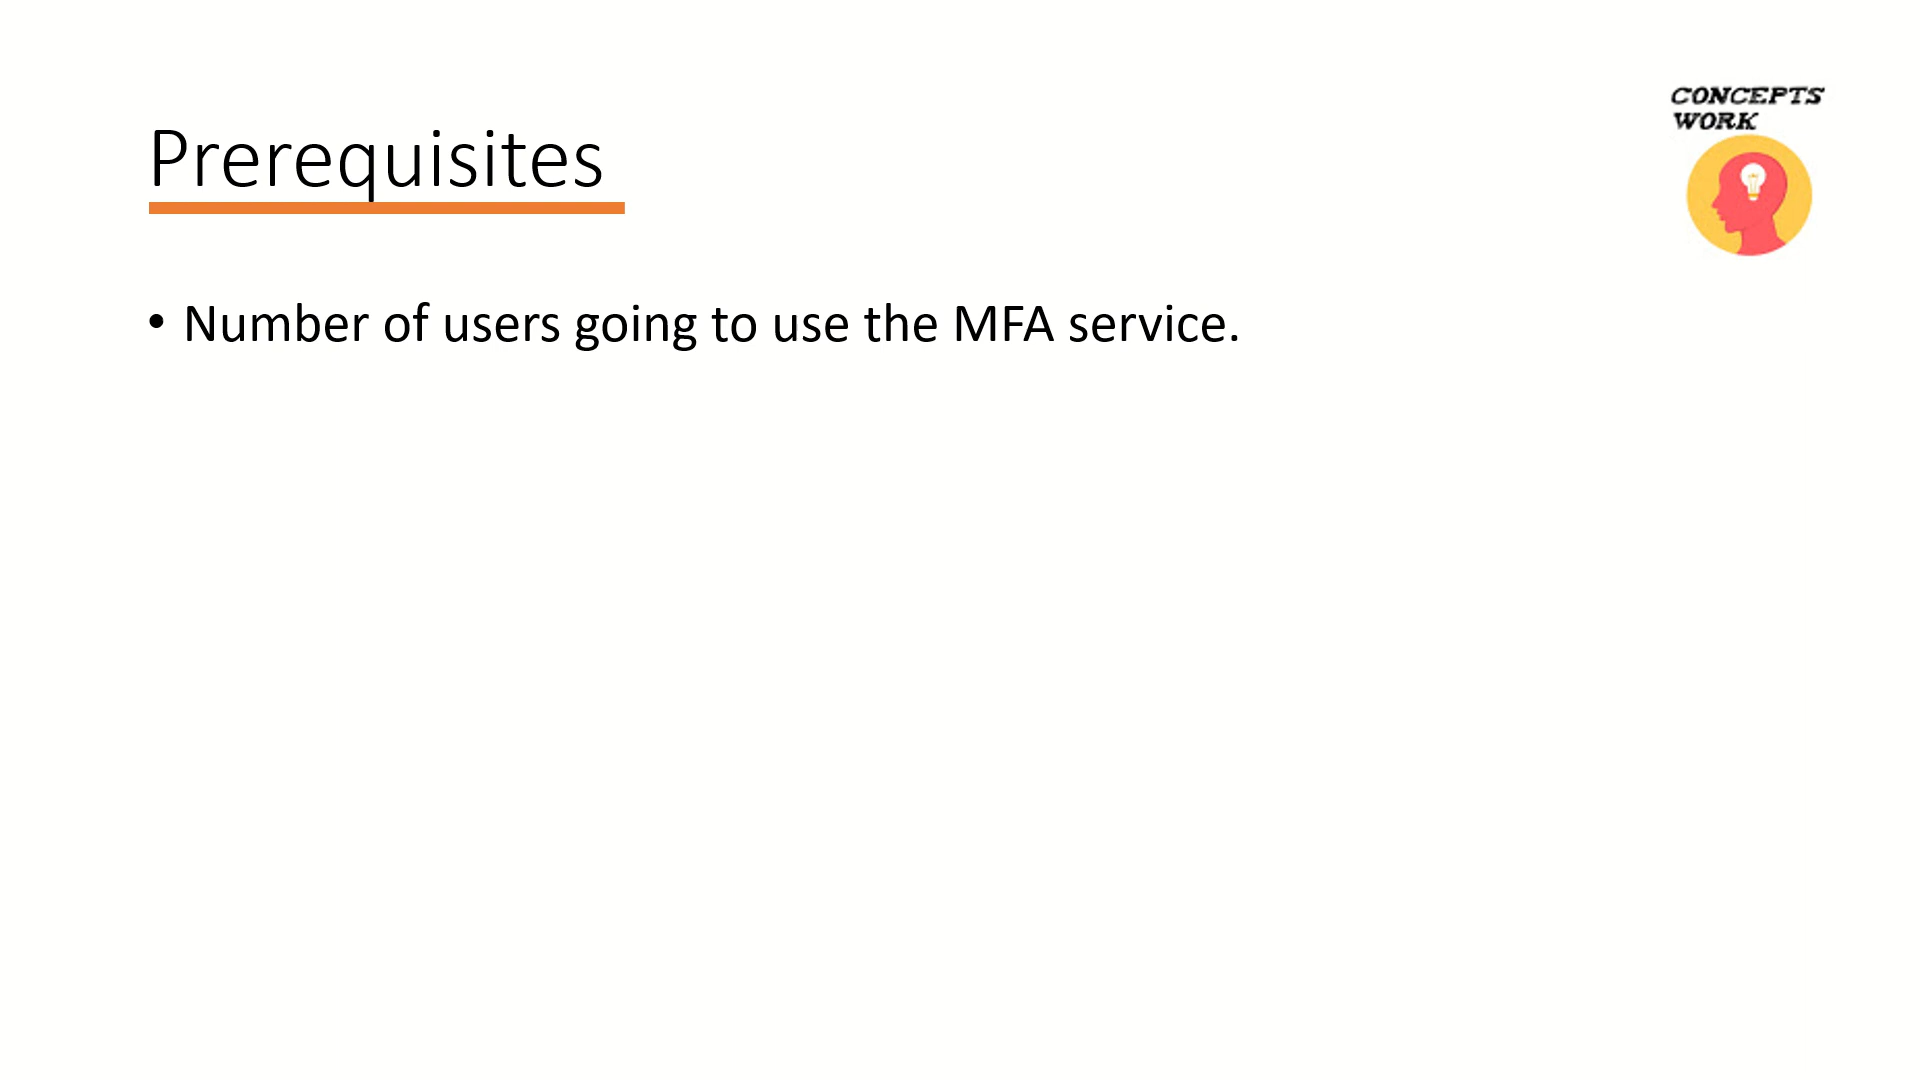 Prerequisites
CONCEPTS
WORK
• Number of users going to use the MFA service.